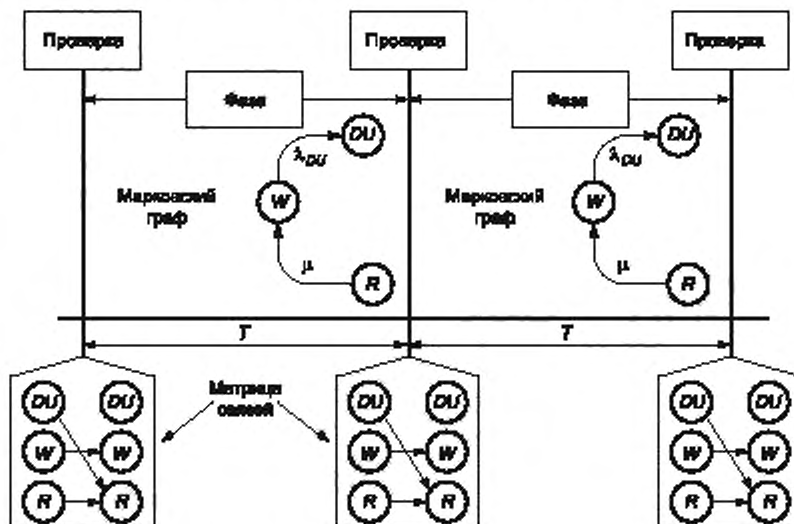 Проверка
Проверка
Проверка
Фаза
Фаза
DU
DU
λDU
λDU
Марковский
граф
W
Марковский
граф
W
μ
μ
R
R
T
T
Матрица
связей
DU DU
DU DU
DU DU
W W
W W
W W
R R
R R
R R